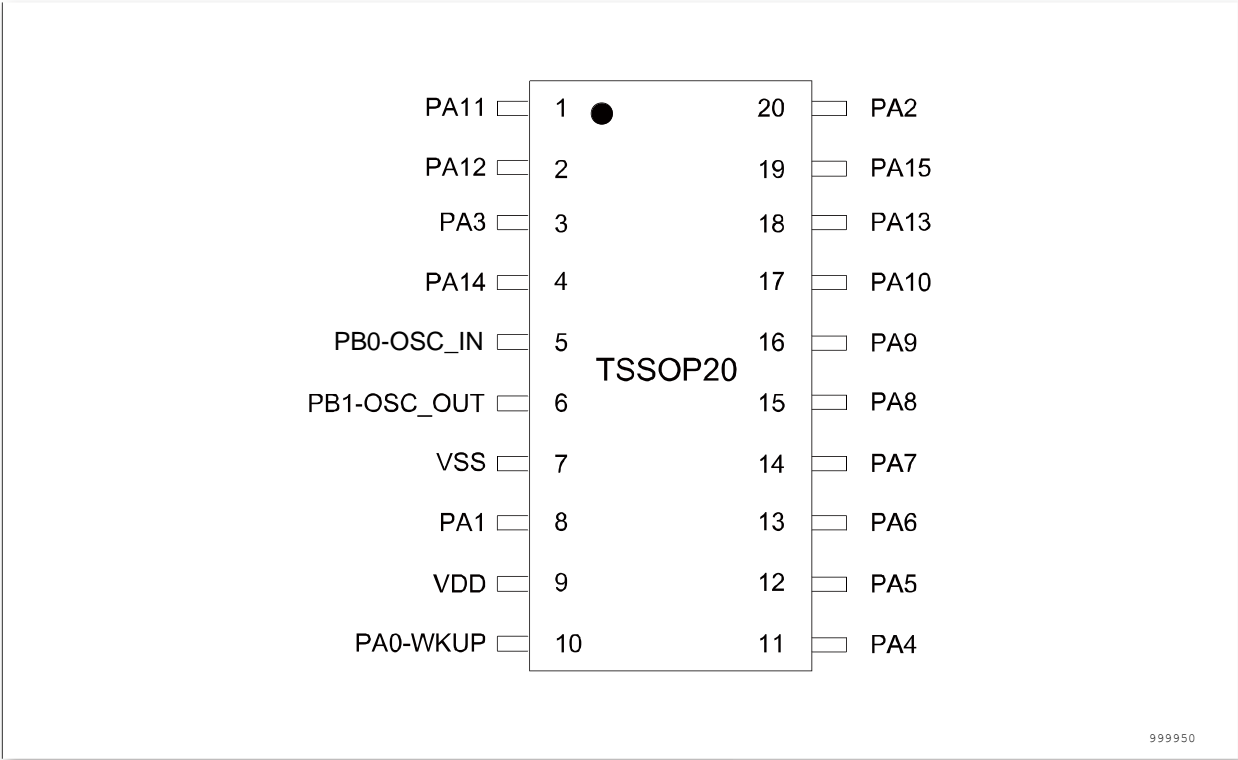 PA11 1 20 PA2
PA12 2 19 PA15
PA3 3 18 PA13
PA14 4 17 PA10
PB0-OSC_IN 5 16 PA9
TSSOP20
PB1-OSC_OUT 6 15 PA8
VSS 7 14 PA7
PA1 8 13 PA6
VDD 9 12 PA5
PA0-WKUP 10 11 PA4
999950